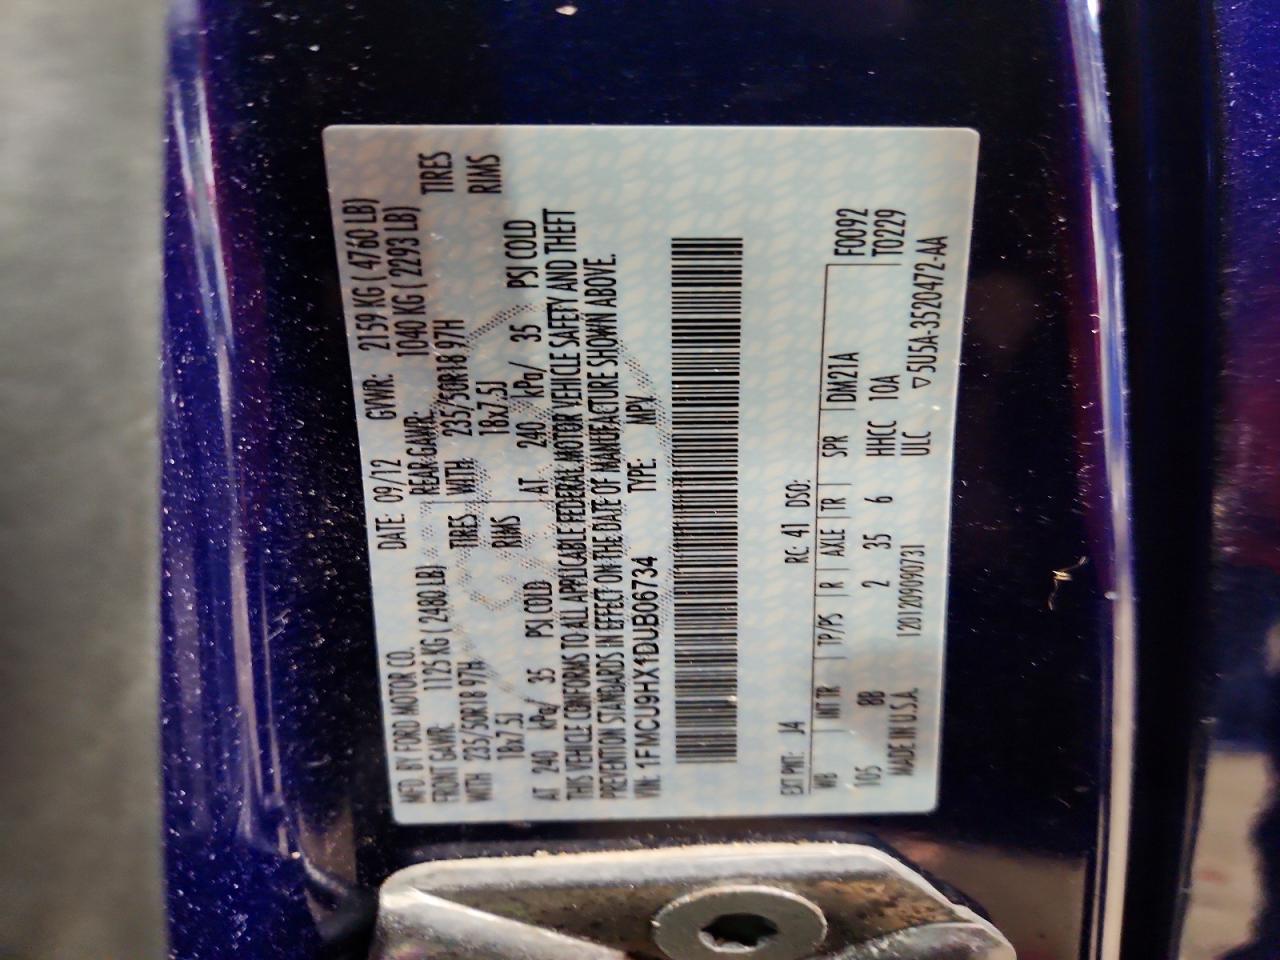 MFD. BY FORD MOTOR CO. DATE: 09/12 GVWR: 2159 KG ( 4760 LB)
FRONT GAWR: 1125 KG ( 2480 LB) REAR GAWR: 1040 KG ( 2293 LB)
WITH 235/50R18 97H TIRES WITH 235/50R18 97H TIRES
18x7.5J RIMS 18x7.5J RIMS
AT 240 kPa/ 35 PSI COLD AT 240 kPa/ 35 PSI COLD
THIS VEHICLE CONFORMS TO ALL APPLICABLE FEDERAL MOTOR VEHICLE SAFETY AND THEFT
PREVENTION STANDARDS IN EFFECT ON THE DATE OF MANUFACTURE SHOWN ABOVE.
VIN: 1FMCU9HX1DUB06734 TYPE: MPV
EXT PNT: J4 RC: 41 DSO:
WB INT TR TP/PS R AXLE TR SPR DM21A F0092
105 BB 2 35 6 HHCC 10A T0229
MADE IN U.S.A. 1201209090731 ULC ▽5U5A-3520472-AA